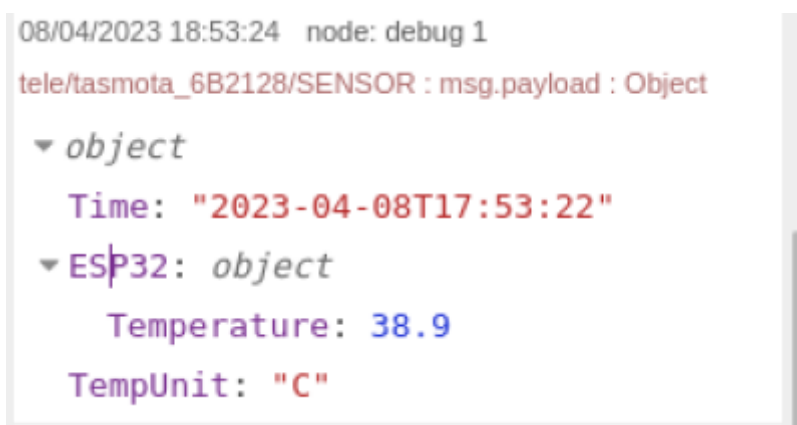 08/04/2023 18:53:24 node: debug 1
tele/tasmota_6B2128/SENSOR : msg.payload : Object
object
Time: "2023-04-08T17:53:22"
ESP32: object
Temperature: 38.9
TempUnit: "C"